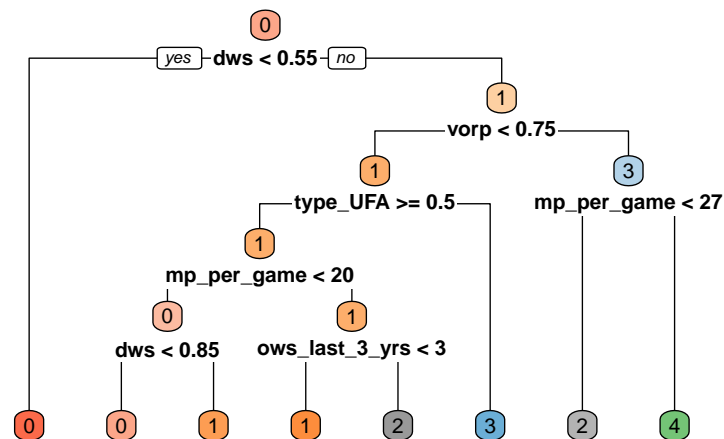 0
yes dws < 0.55 no
1
vorp < 0.75
1 3
type_UFA >= 0.5 mp_per_game < 27
1
mp_per_game < 20
0 1
dws < 0.85 ows_last_3_yrs < 3
0 0 1 1 2 3 2 4